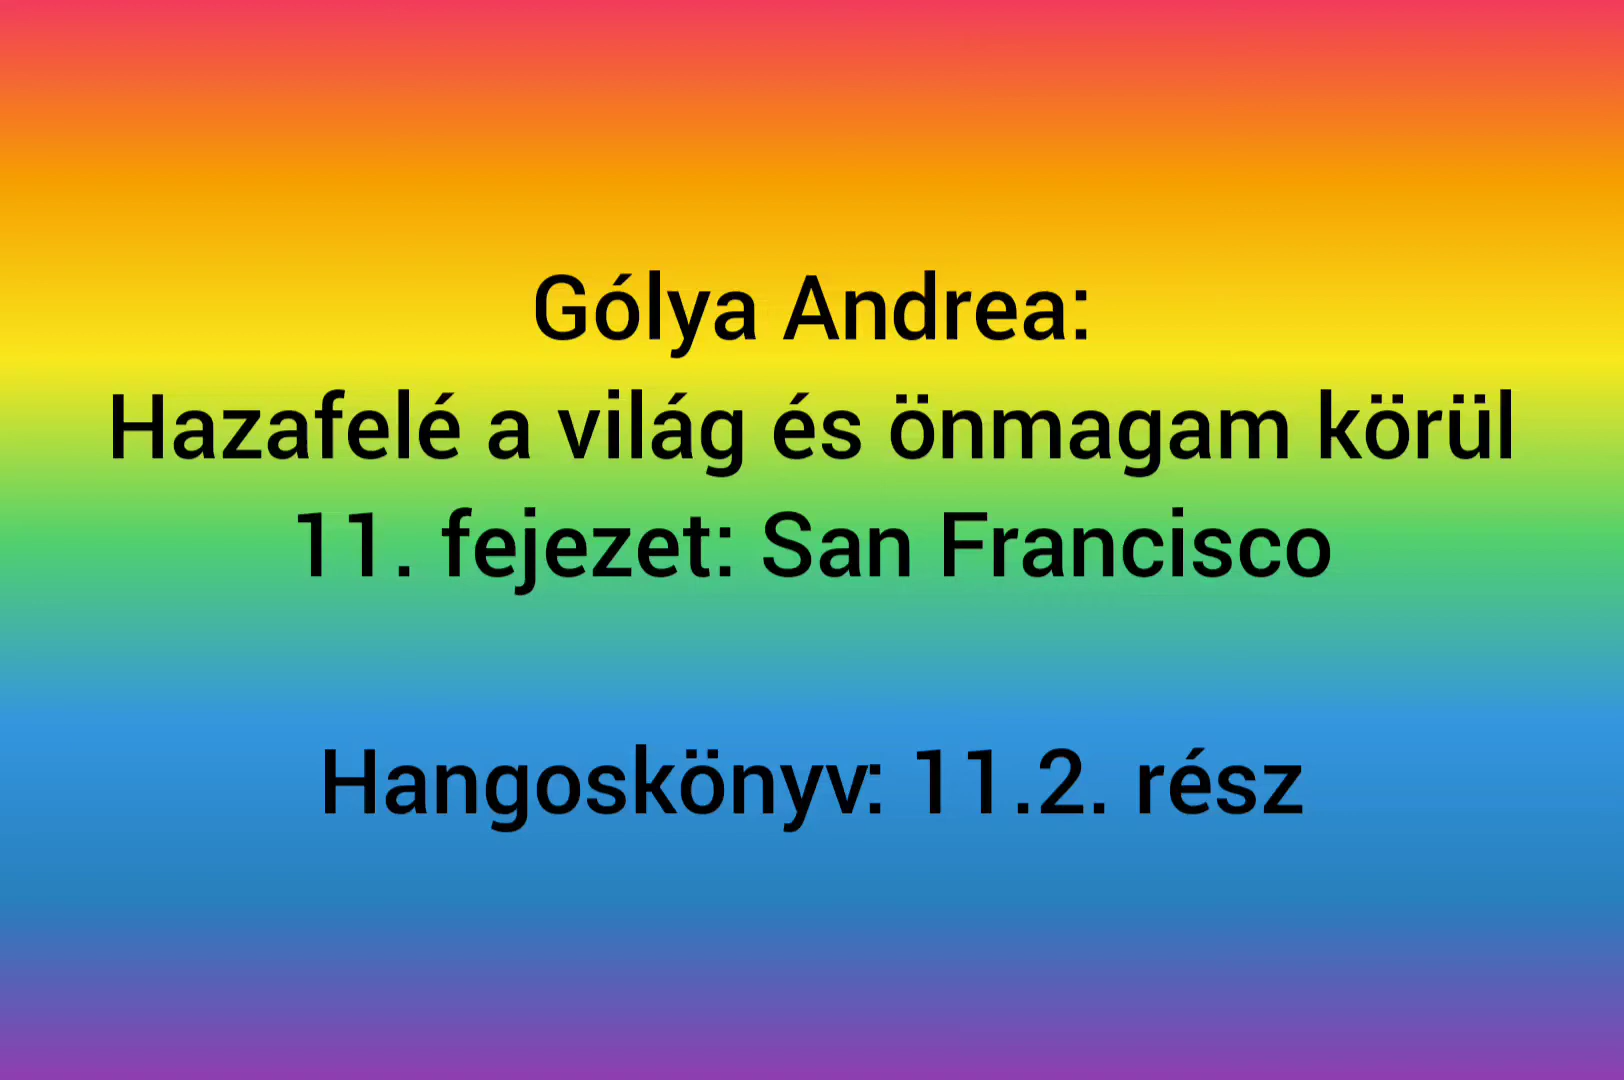 Gólya Andrea:
Hazafelé a világ és önmagam körül
11. fejezet: San Francisco
Hangoskönyv: 11.2. rész